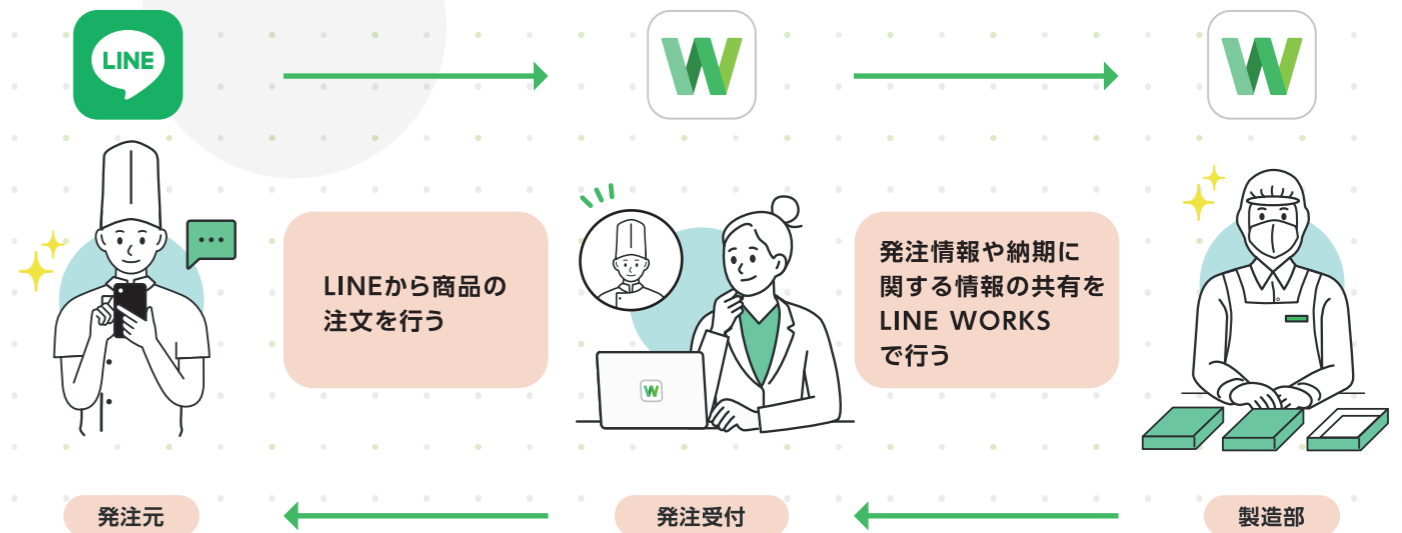 LINE
W
W
LINEから商品の
注文を行う
W
発注情報や納期に
関する情報の共有を
LINE WORKS
で行う
発注元
発注受付
製造部